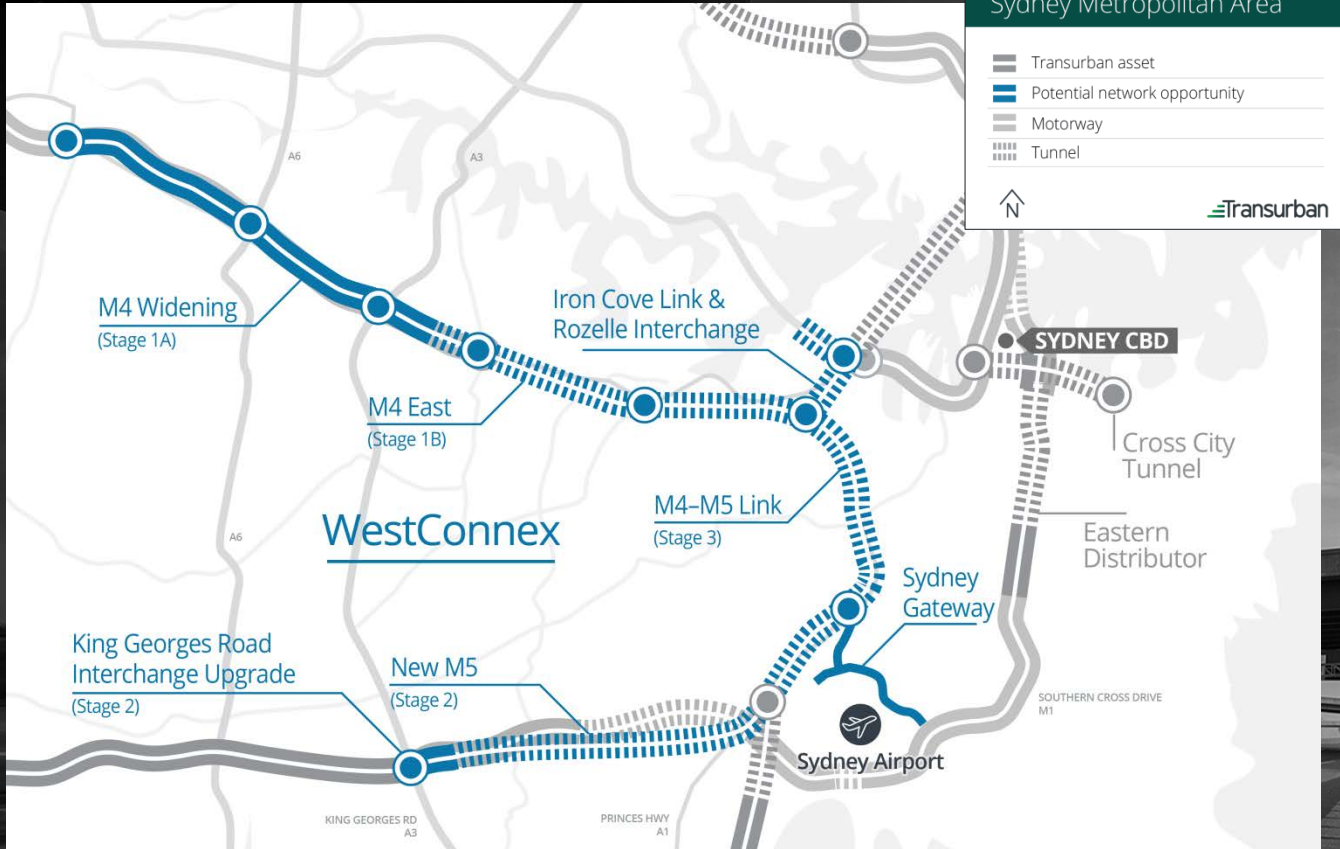 Sydney Metropolitan Area
Transurban asset
Potential network opportunity
Motorway
Tunnel
N
Transurban
A6
A3
M4 Widening
(Stage 1A)
Iron Cove Link &
Rozelle Interchange
SYDNEY CBD
M4 East
(Stage 1B)
Cross City
Tunnel
M4–M5 Link
(Stage 3)
WestConnex
A6
Eastern
Distributor
Sydney
Gateway
King Georges Road
Interchange Upgrade
(Stage 2)
New M5
(Stage 2)
SOUTHERN CROSS DRIVE
M1
Sydney Airport
KING GEORGES RD
A3
PRINCES HWY
A1